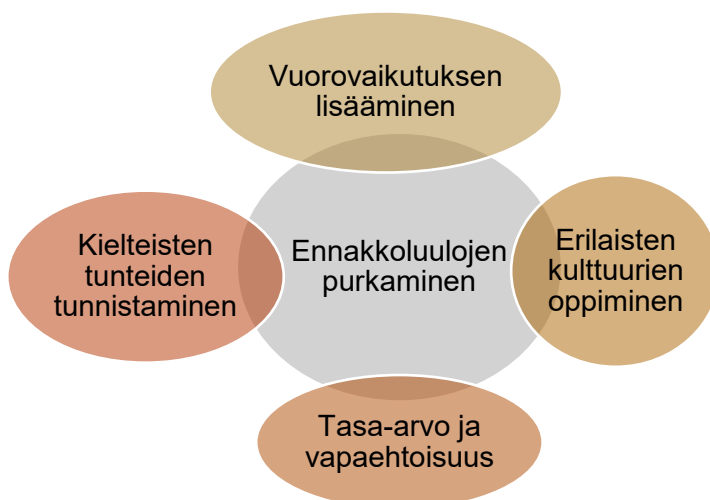 Vuorovaikutuksen
lisääminen
Kielteisten
tunteiden
tunnistaminen
Ennakkoluulojen
purkaminen
Erilaisten
kulttuurien
oppiminen
Tasa-arvo ja
vapaehtoisuus